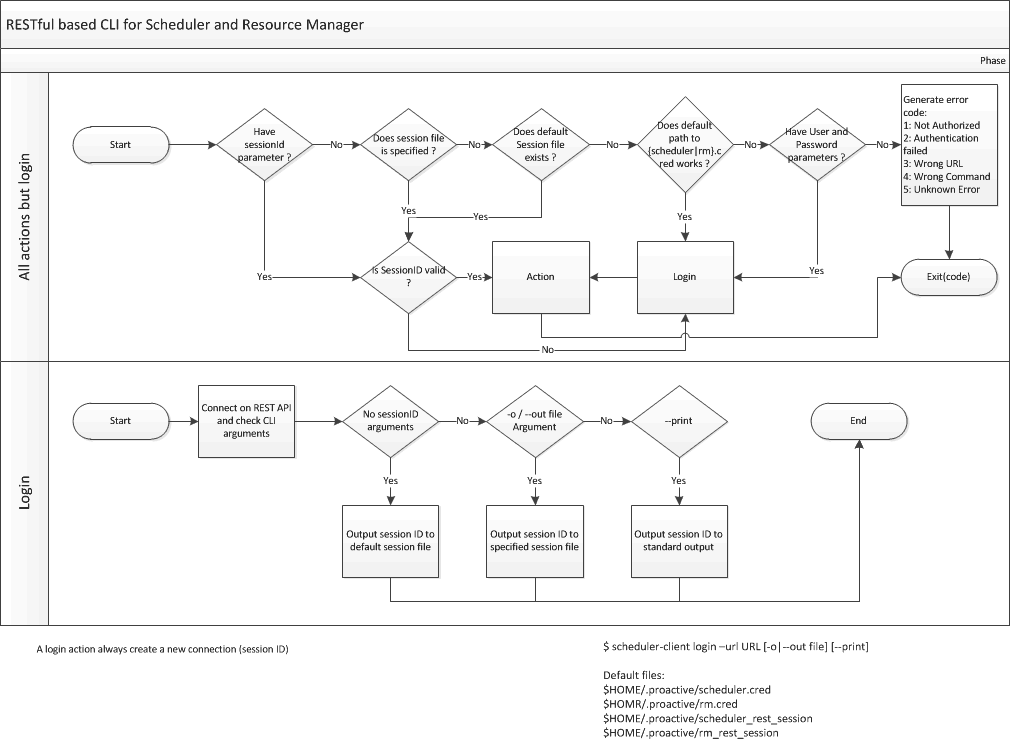 RESTful based CLI for Scheduler and Resource Manager
Phase
All actions but login
Start
Have
sessionId
parameter ?
No
Does session file
is specified ?
No
Does default
Session file
exists ?
No
Does default
path to
{scheduler|rm}.c
red works ?
No
Have User and
Password
parameters ?
No
Generate error
code:
1: Not Authorized
2: Authentication
failed
3: Wrong URL
4: Wrong Command
5: Unknown Error
Yes
Yes
Yes
Yes
Is SessionID valid
?
Yes
Action
Login
Yes
Exit(code)
No
Login
Start
Connect on REST API
and check CLI
arguments
No sessionID
arguments
No
-o / --out file
Argument
No
--print
End
Yes
Yes
Yes
Output session ID to
default session file
Output session ID to
specified session file
Output session ID to
standard output
A login action always create a new connection (session ID)
$ scheduler-client login –url URL [-o|--out file] [--print]
Default files:
$HOME/.proactive/scheduler.cred
$HOMR/.proactive/rm.cred
$HOME/.proactive/scheduler_rest_session
$HOME/.proactive/rm_rest_session